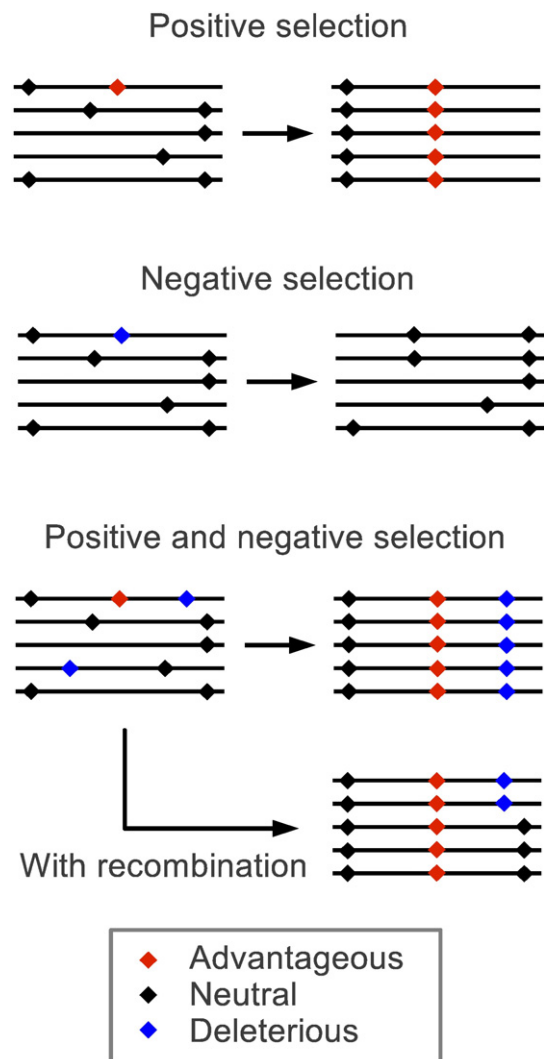 Positive selection
Negative selection
Positive and negative selection
With recombination
Advantageous
Neutral
Deleterious